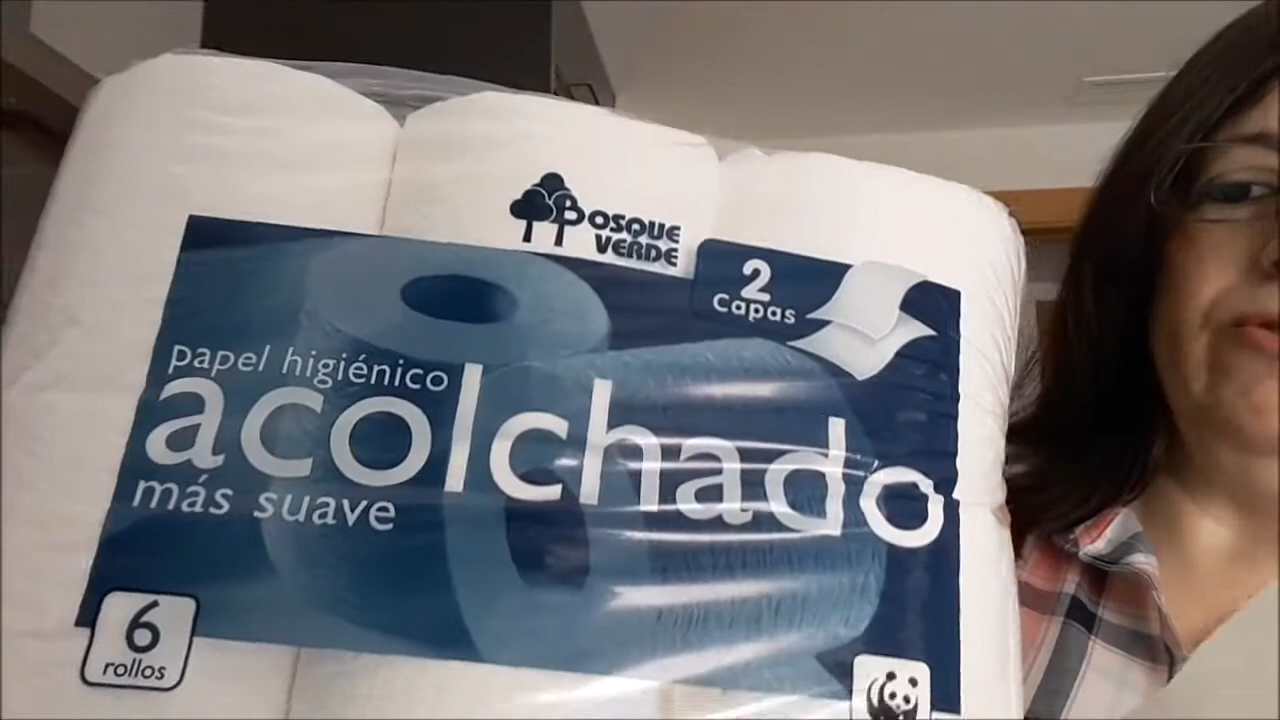 BOSQUE
VERDE
2
Capas
papel higiénico
acolchado
más suave
6
rollos